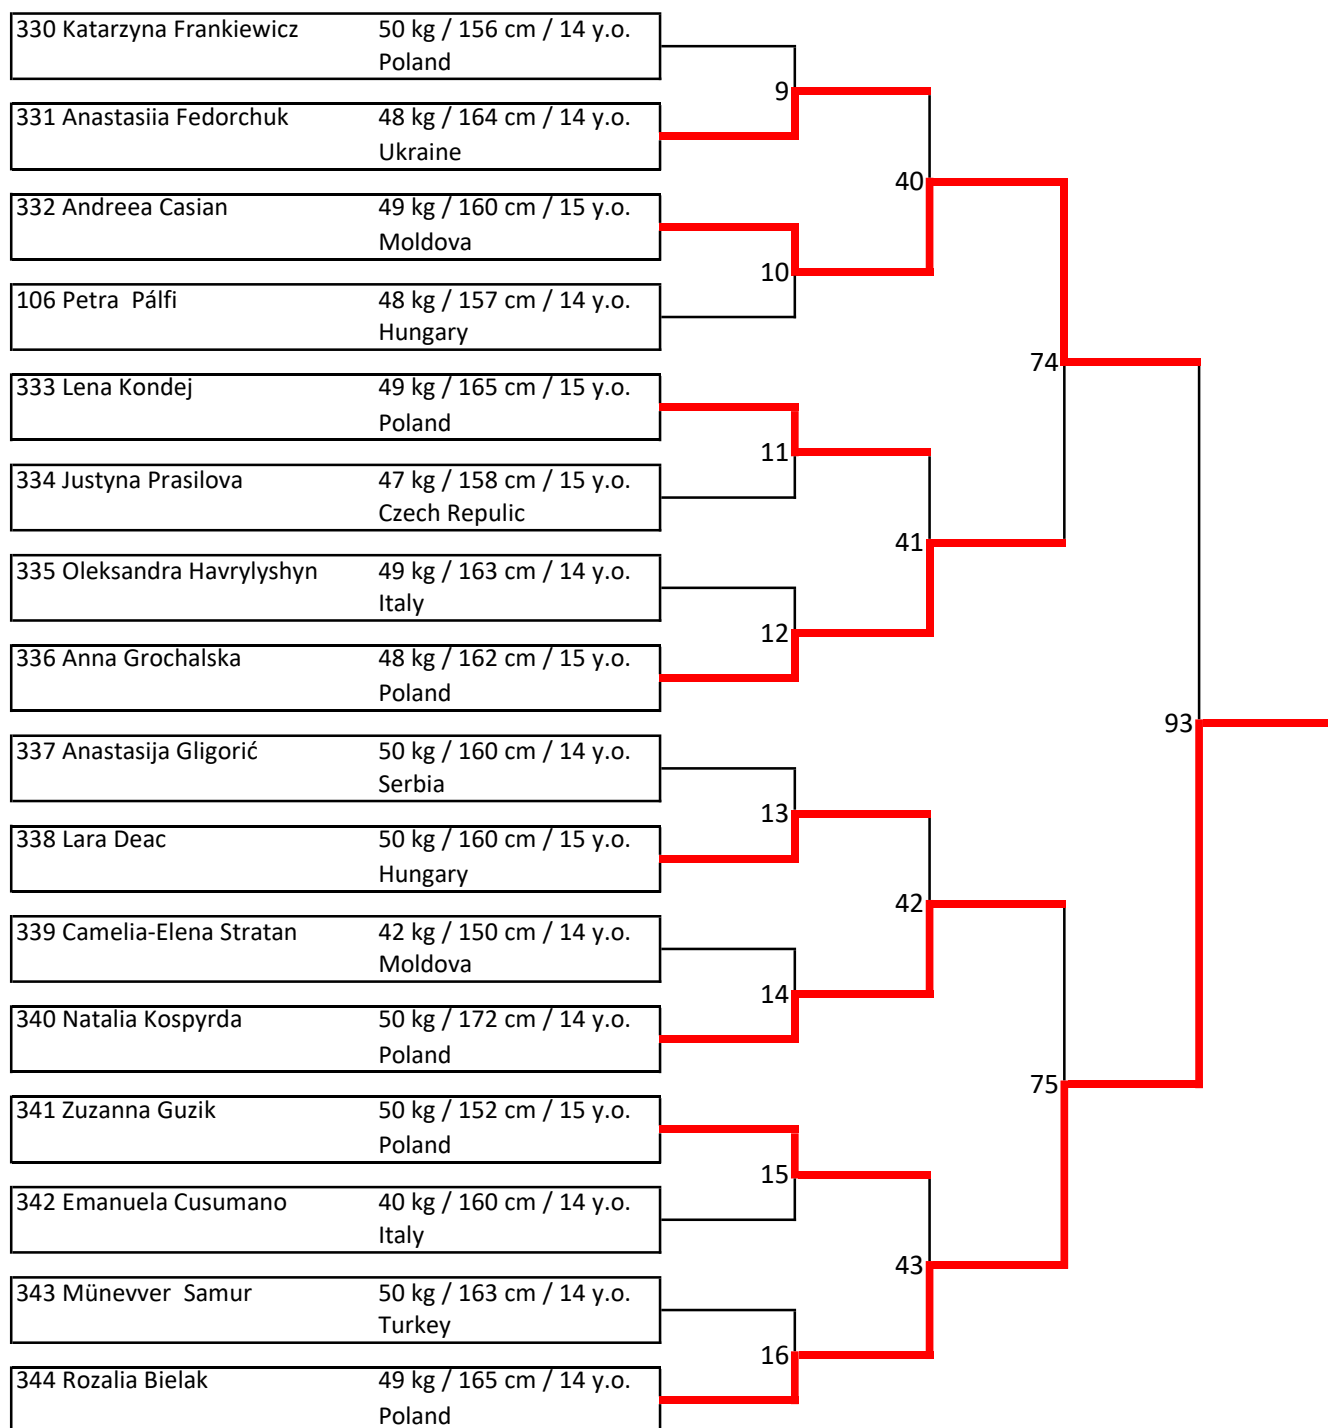 330 Katarzyna Frankiewicz 50 kg / 156 cm / 14 y.o.
Poland
9
331 Anastasiia Fedorchuk 48 kg / 164 cm / 14 y.o.
Ukraine
40
332 Andreea Casian 49 kg / 160 cm / 15 y.o.
Moldova
10
106 Petra  Pálfi 48 kg / 157 cm / 14 y.o.
Hungary
74
333 Lena Kondej 49 kg / 165 cm / 15 y.o.
Poland
11
334 Justyna Prasilova 47 kg / 158 cm / 15 y.o.
Czech Repulic
41
335 Oleksandra Havrylyshyn 49 kg / 163 cm / 14 y.o.
Italy
12
336 Anna Grochalska 48 kg / 162 cm / 15 y.o.
Poland
93
337 Anastasija Gligorić 50 kg / 160 cm / 14 y.o.
Serbia
13
338 Lara Deac 50 kg / 160 cm / 15 y.o.
Hungary
42
339 Camelia-Elena Stratan 42 kg / 150 cm / 14 y.o.
Moldova
14
340 Natalia Kospyrda 50 kg / 172 cm / 14 y.o.
Poland
75
341 Zuzanna Guzik 50 kg / 152 cm / 15 y.o.
Poland
15
342 Emanuela Cusumano 40 kg / 160 cm / 14 y.o.
Italy
43
343 Münevver  Samur 50 kg / 163 cm / 14 y.o.
Turkey
16
344 Rozalia Bielak 49 kg / 165 cm / 14 y.o.
Poland